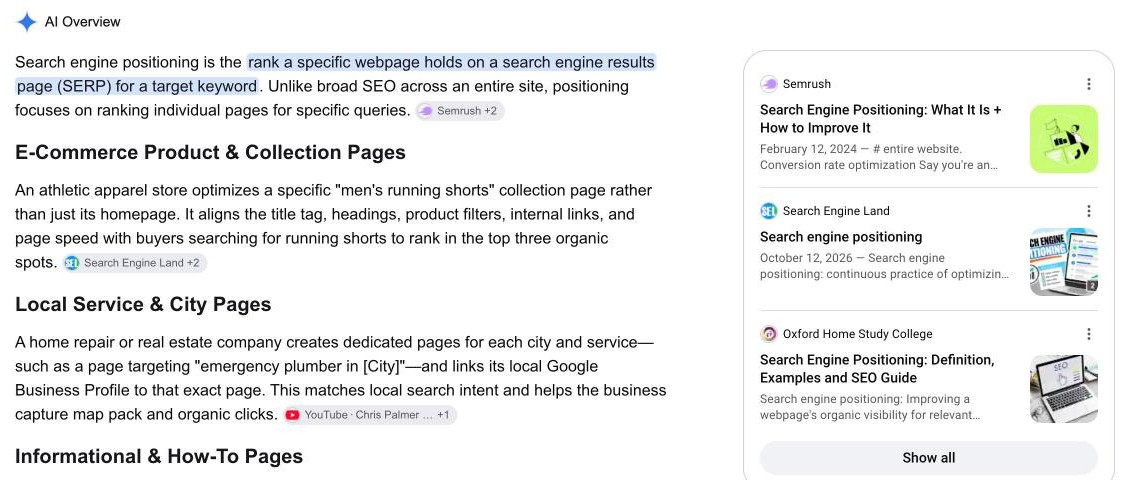 AI Overview
Search engine positioning is the rank a specific webpage holds on a search engine results
page (SERP) for a target keyword. Unlike broad SEO across an entire site, positioning
focuses on ranking individual pages for specific queries. Semrush +2
E-Commerce Product & Collection Pages
An athletic apparel store optimizes a specific "men's running shorts" collection page rather
than just its homepage. It aligns the title tag, headings, product filters, internal links, and
page speed with buyers searching for running shorts to rank in the top three organic
spots. Search Engine Land +2
Local Service & City Pages
A home repair or real estate company creates dedicated pages for each city and service—
such as a page targeting "emergency plumber in [City]"—and links its local Google
Business Profile to that exact page. This matches local search intent and helps the business
capture map pack and organic clicks. YouTube · Chris Palmer ... +1
Informational & How-To Pages
Semrush
Search Engine Positioning: What It Is +
How to Improve It
February 12, 2024 — # entire website.
Conversion rate optimization Say you're an...
Search Engine Land
SEL
Search engine positioning
October 12, 2026 — Search engine
positioning: continuous practice of optimizin...
2
Oxford Home Study College
Search Engine Positioning: Definition,
Examples and SEO Guide
Search engine positioning: Improving a
webpage's organic visibility for relevant...
SEO
Show all